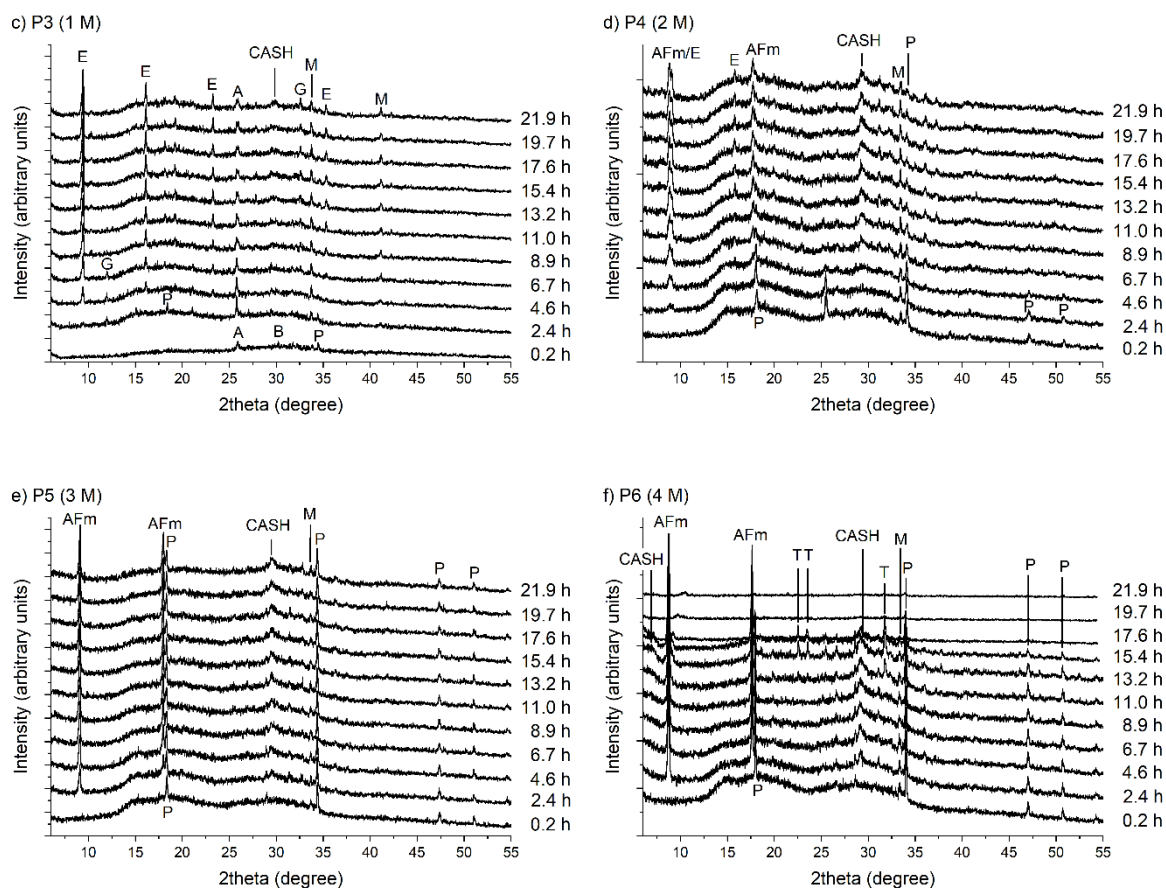 c) P3 (1 M)
E
E
E
A
CASH
G
M
E
M
G
P
A
B
P
21.9 h
19.7 h
17.6 h
15.4 h
13.2 h
11.0 h
8.9 h
6.7 h
4.6 h
2.4 h
0.2 h
Intensity (arbitrary units)
10 15 20 25 30 35 40 45 50 55
2theta (degree)
d) P4 (2 M)
AFm/E
E
AFm
CASH
M
P
P
P
P
21.9 h
19.7 h
17.6 h
15.4 h
13.2 h
11.0 h
8.9 h
6.7 h
4.6 h
2.4 h
0.2 h
Intensity (arbitrary units)
10 15 20 25 30 35 40 45 50 55
2theta (degree)
e) P5 (3 M)
AFm
AFm
P
CASH
M
P
P
P
P
21.9 h
19.7 h
17.6 h
15.4 h
13.2 h
11.0 h
8.9 h
6.7 h
4.6 h
2.4 h
0.2 h
Intensity (arbitrary units)
10 15 20 25 30 35 40 45 50 55
2theta (degree)
f) P6 (4 M)
CASH
AFm
AFm
T T
CASH
T
M
P
P
P
P
21.9 h
19.7 h
17.6 h
15.4 h
13.2 h
11.0 h
8.9 h
6.7 h
4.6 h
2.4 h
0.2 h
Intensity (arbitrary units)
10 15 20 25 30 35 40 45 50 55
2theta (degree)